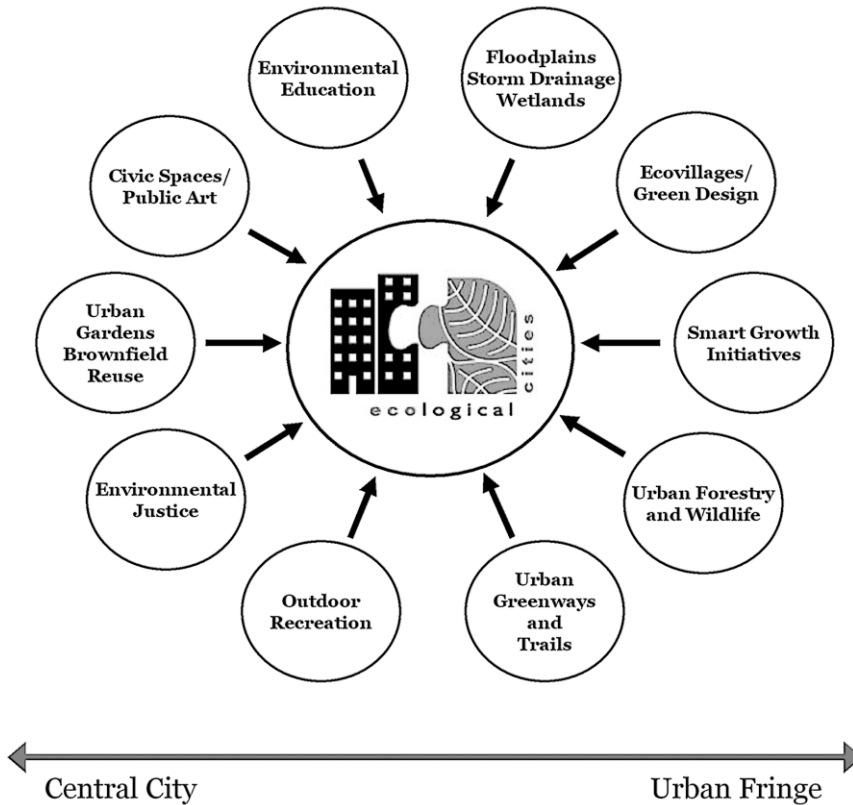 Environmental
Education
Floodplains
Storm Drainage
Wetlands
Civic Spaces/
Public Art
Ecovillages/
Green Design
Urban
Gardens
Brownfield
Reuse
ecological
cities
Smart Growth
Initiatives
Environmental
Justice
Urban Forestry
and Wildlife
Outdoor
Recreation
Urban
Greenways
and
Trails
Central City
Urban Fringe